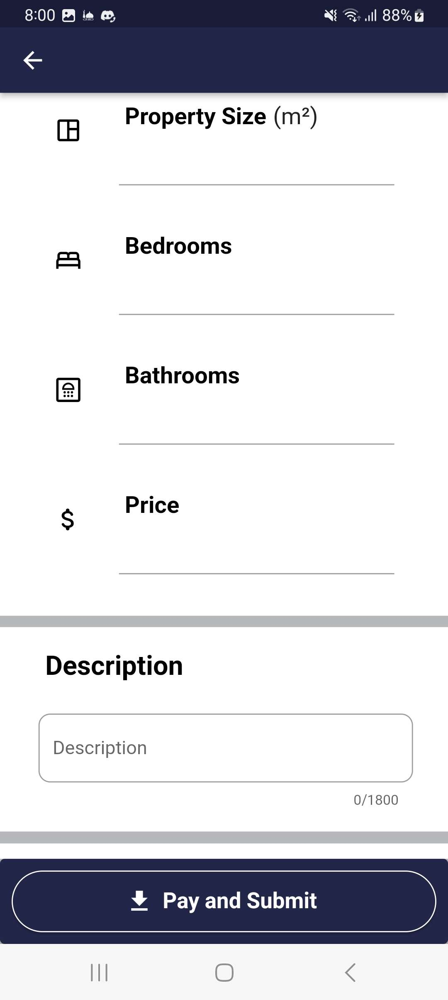 8:00 88%
Property Size (m²)
Bedrooms
Bathrooms
Price
Description
Description
0/1800
Pay and Submit